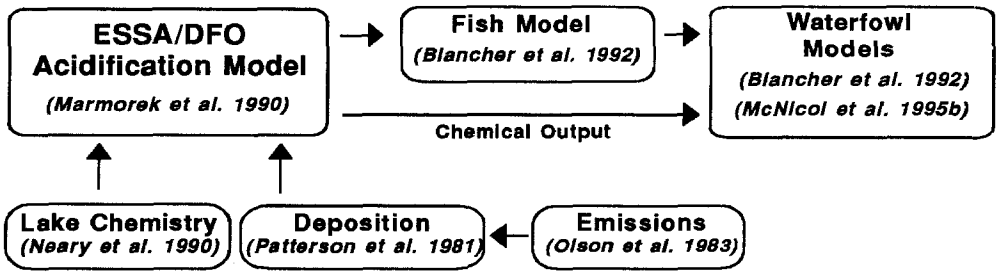 ESSA/DFO
Acidification Model
(Marmorek et al. 1990)
Fish Model
(Blancher et al. 1992)
Waterfowl
Models
(Blancher et al. 1992)
(McNicol et al. 1995b)
Chemical Output
Lake Chemistry
(Neary et al. 1990)
Deposition
(Patterson et al. 1981)
Emissions
(Olson et al. 1983)